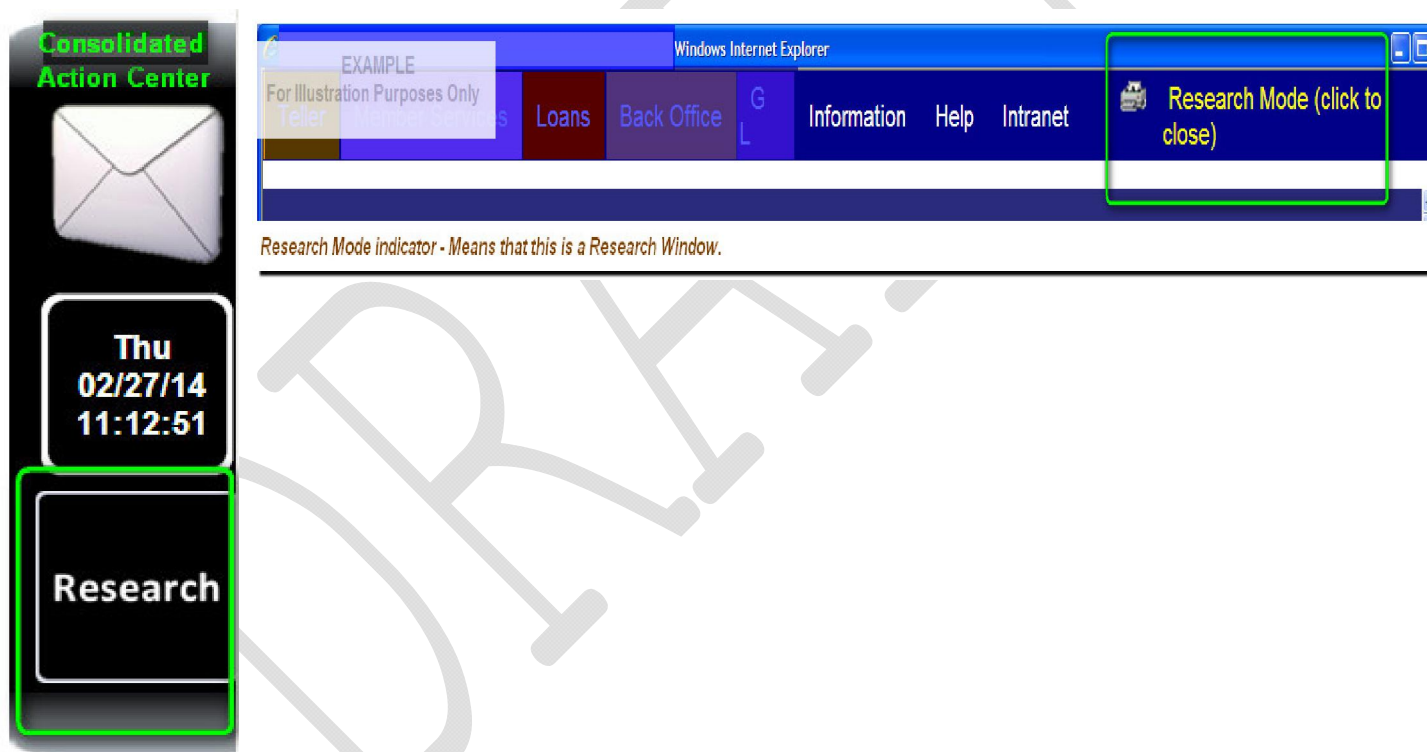 Consolidated
Action Center
Thu
02/27/14
11:12:51
Research
Windows Internet Explorer
EXAMPLE
For Illustration Purposes Only
Teller Member Services Loans Back Office G L Information Help Intranet
Research Mode (click to
close)
Research Mode indicator - Means that this is a Research Window.
DRA